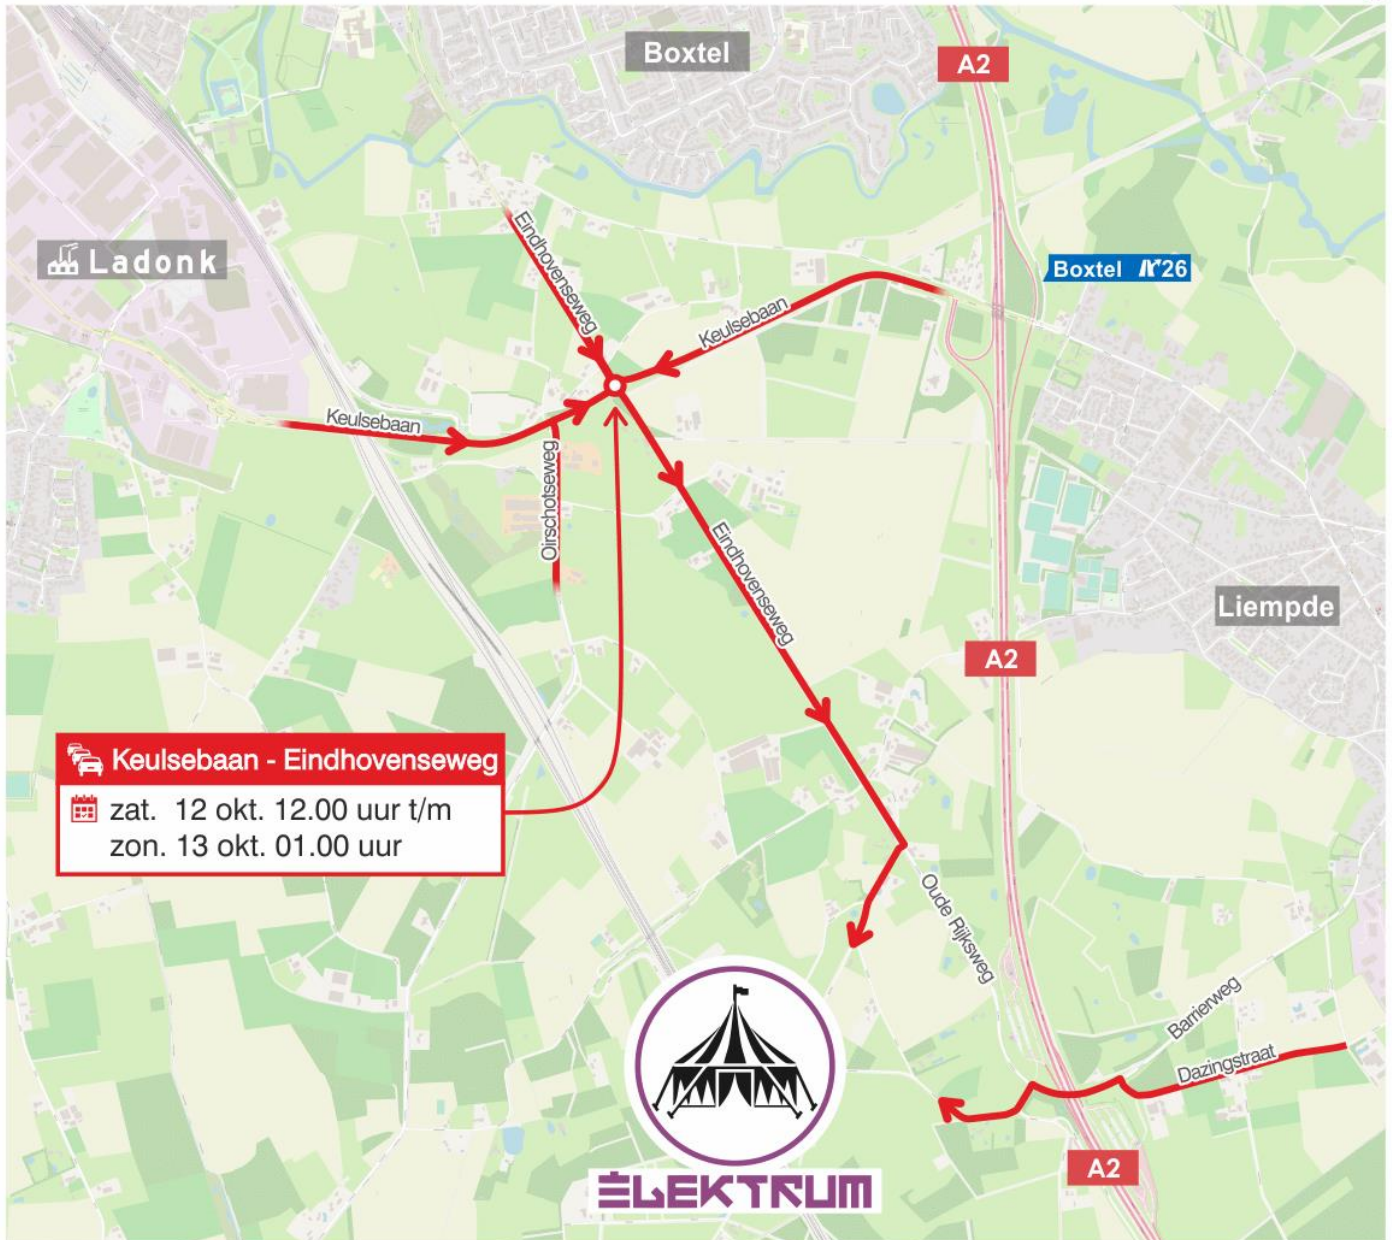 Boxtel
A2
Eindhovenseweg
Ladonk
Boxtel 26
Keulsebaan
Keulsebaan
Oirschotseweg
Eindhovenseweg
Liempde
A2
Keulsebaan - Eindhovenseweg
zat. 12 okt. 12.00 uur t/m
zon. 13 okt. 01.00 uur
Oude Rijksweg
Barrierweg
Dazingstraat
A2
ÉLEKTRUM